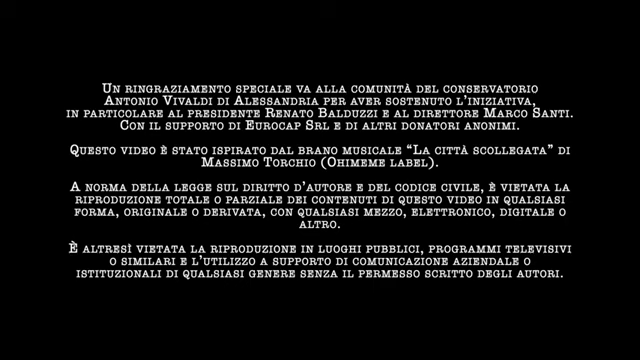 Un ringraziamento speciale va alla comunità del conservatorio
Antonio Vivaldi di Alessandria per aver sostenuto l'iniziativa,
in particolare al presidente Renato Balduzzi e al direttore Marco Santi.
Con il supporto di Eurocap Srl e di altri donatori anonimi.
Questo video è stato ispirato dal brano musicale “La città scollegata” di
Massimo Torchio (Ohimeme label).
A norma della legge sul diritto d'autore e del codice civile, è vietata la
riproduzione totale o parziale dei contenuti di questo video in qualsiasi
forma, originale o derivata, con qualsiasi mezzo, elettronico, digitale o
altro.
È altresì vietata la riproduzione in luoghi pubblici, programmi televisivi
o similari e l'utilizzo a supporto di comunicazione aziendale o
istituzionali di qualsiasi genere senza il permesso scritto degli autori.